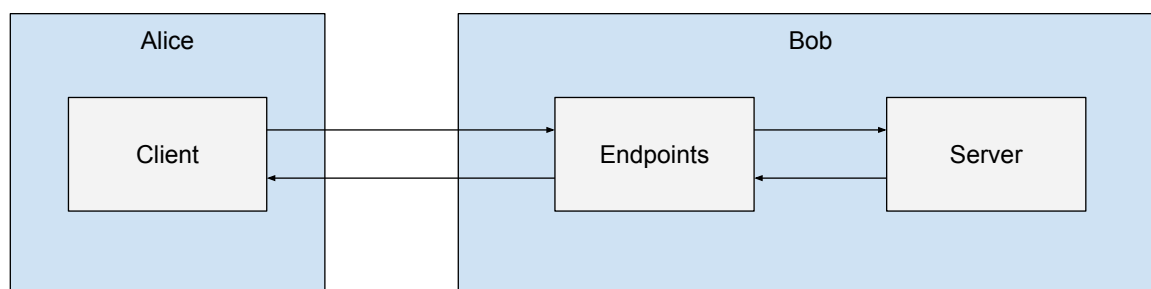 Alice
Bob
Client
Endpoints
Server